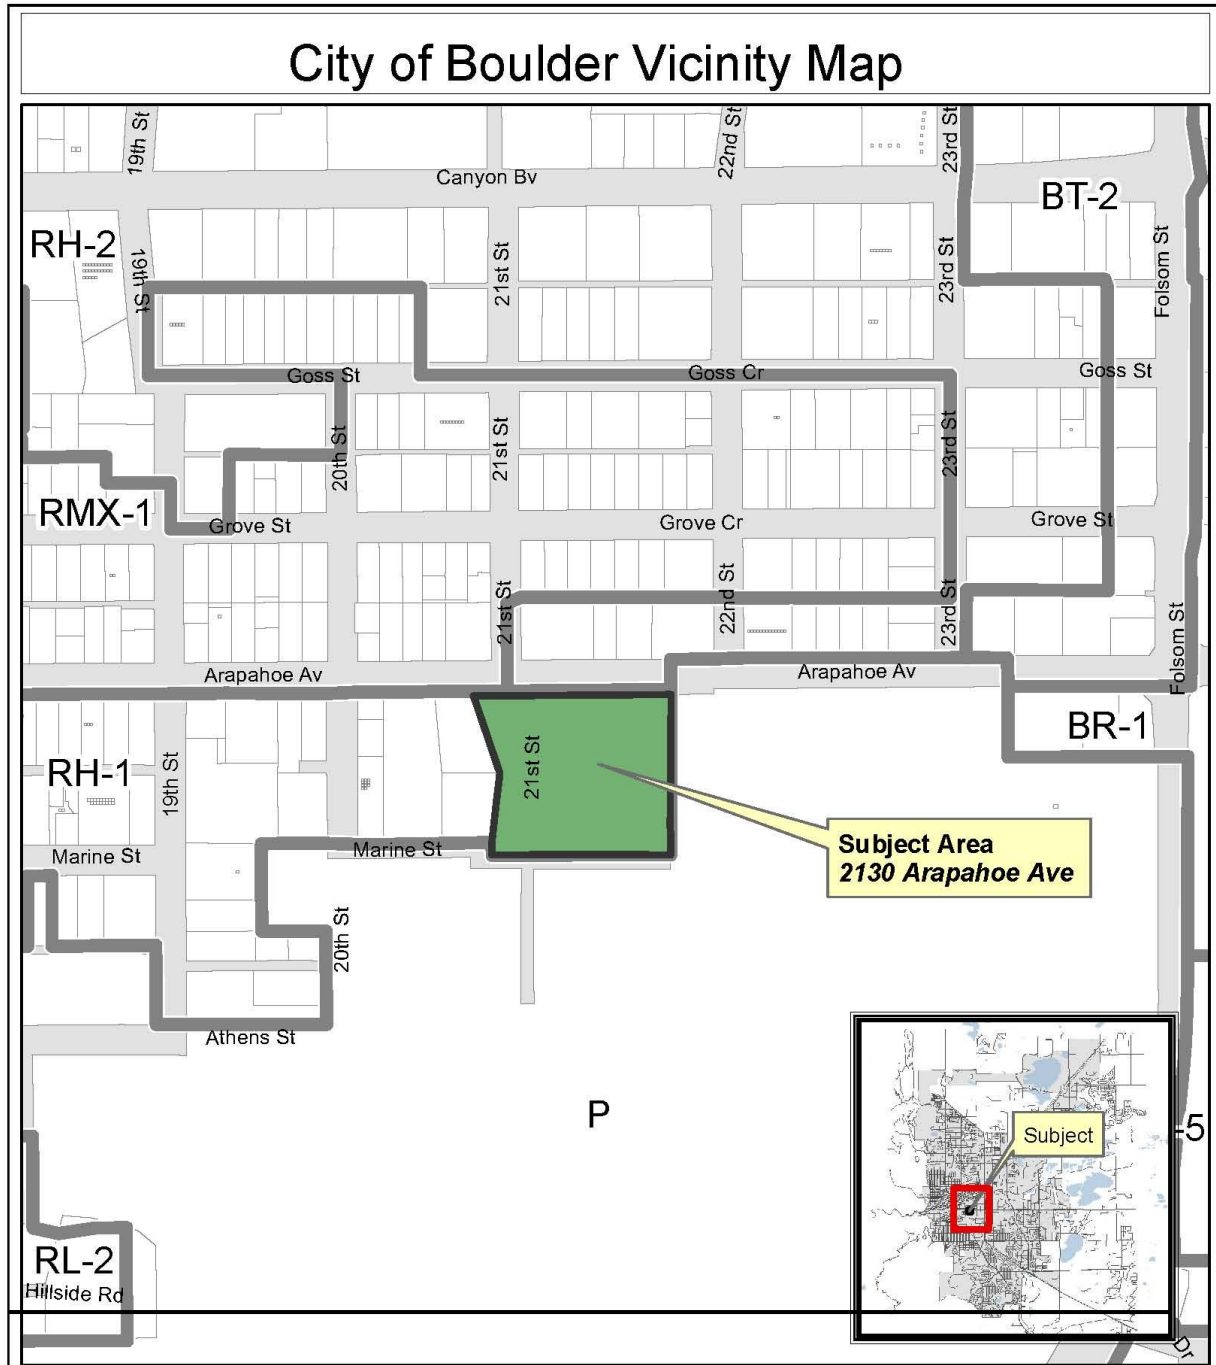 City of Boulder Vicinity Map
19th St
22nd St
23rd St
Canyon Bv
BT-2
RH-2
19th St
21st St
23rd St
Folsom St
Goss St
Goss Cr
Goss St
20th St
21st St
23rd St
RMX-1
Grove St
Grove Cr
Grove St
21st St
22nd St
23rd St
Folsom St
Arapahoe Av
Arapahoe Av
BR-1
RH-1
19th St
21st St
Subject Area
2130 Arapahoe Ave
Marine St
Marine St
20th St
Athens St
P
Subject
-5
RL-2
Hillside Rd
Dr